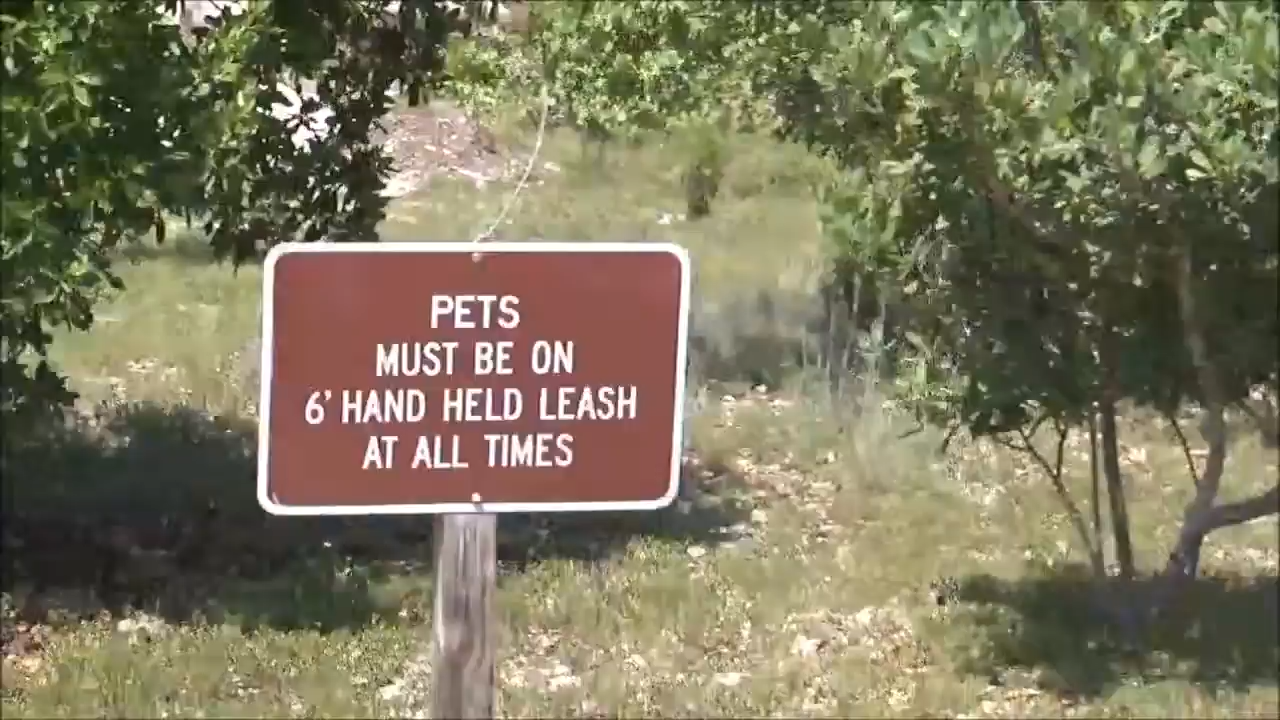 PETS
MUST BE ON
6' HAND HELD LEASH
AT ALL TIMES